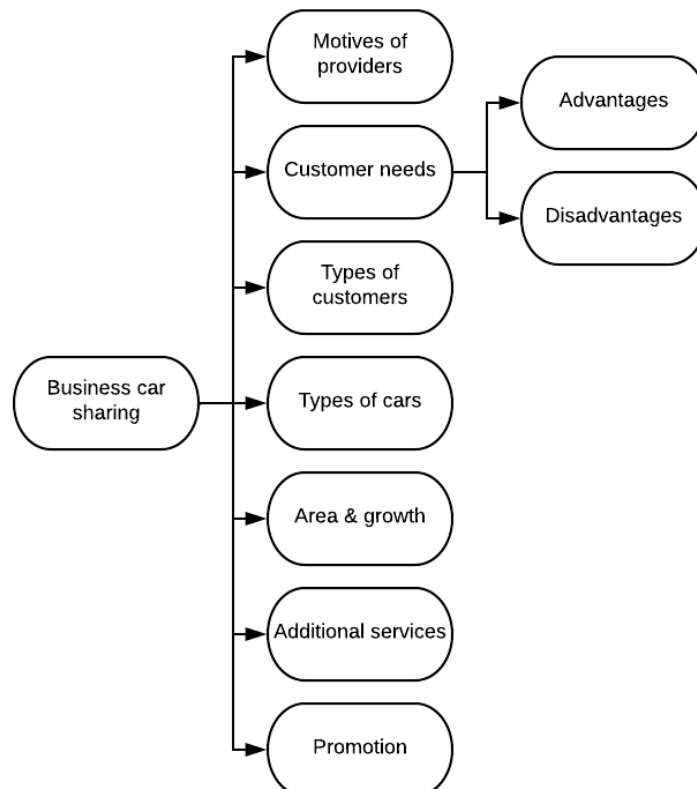 Motives of
providers
Advantages
Customer needs
Disadvantages
Types of
customers
Business car
sharing
Types of cars
Area & growth
Additional services
Promotion